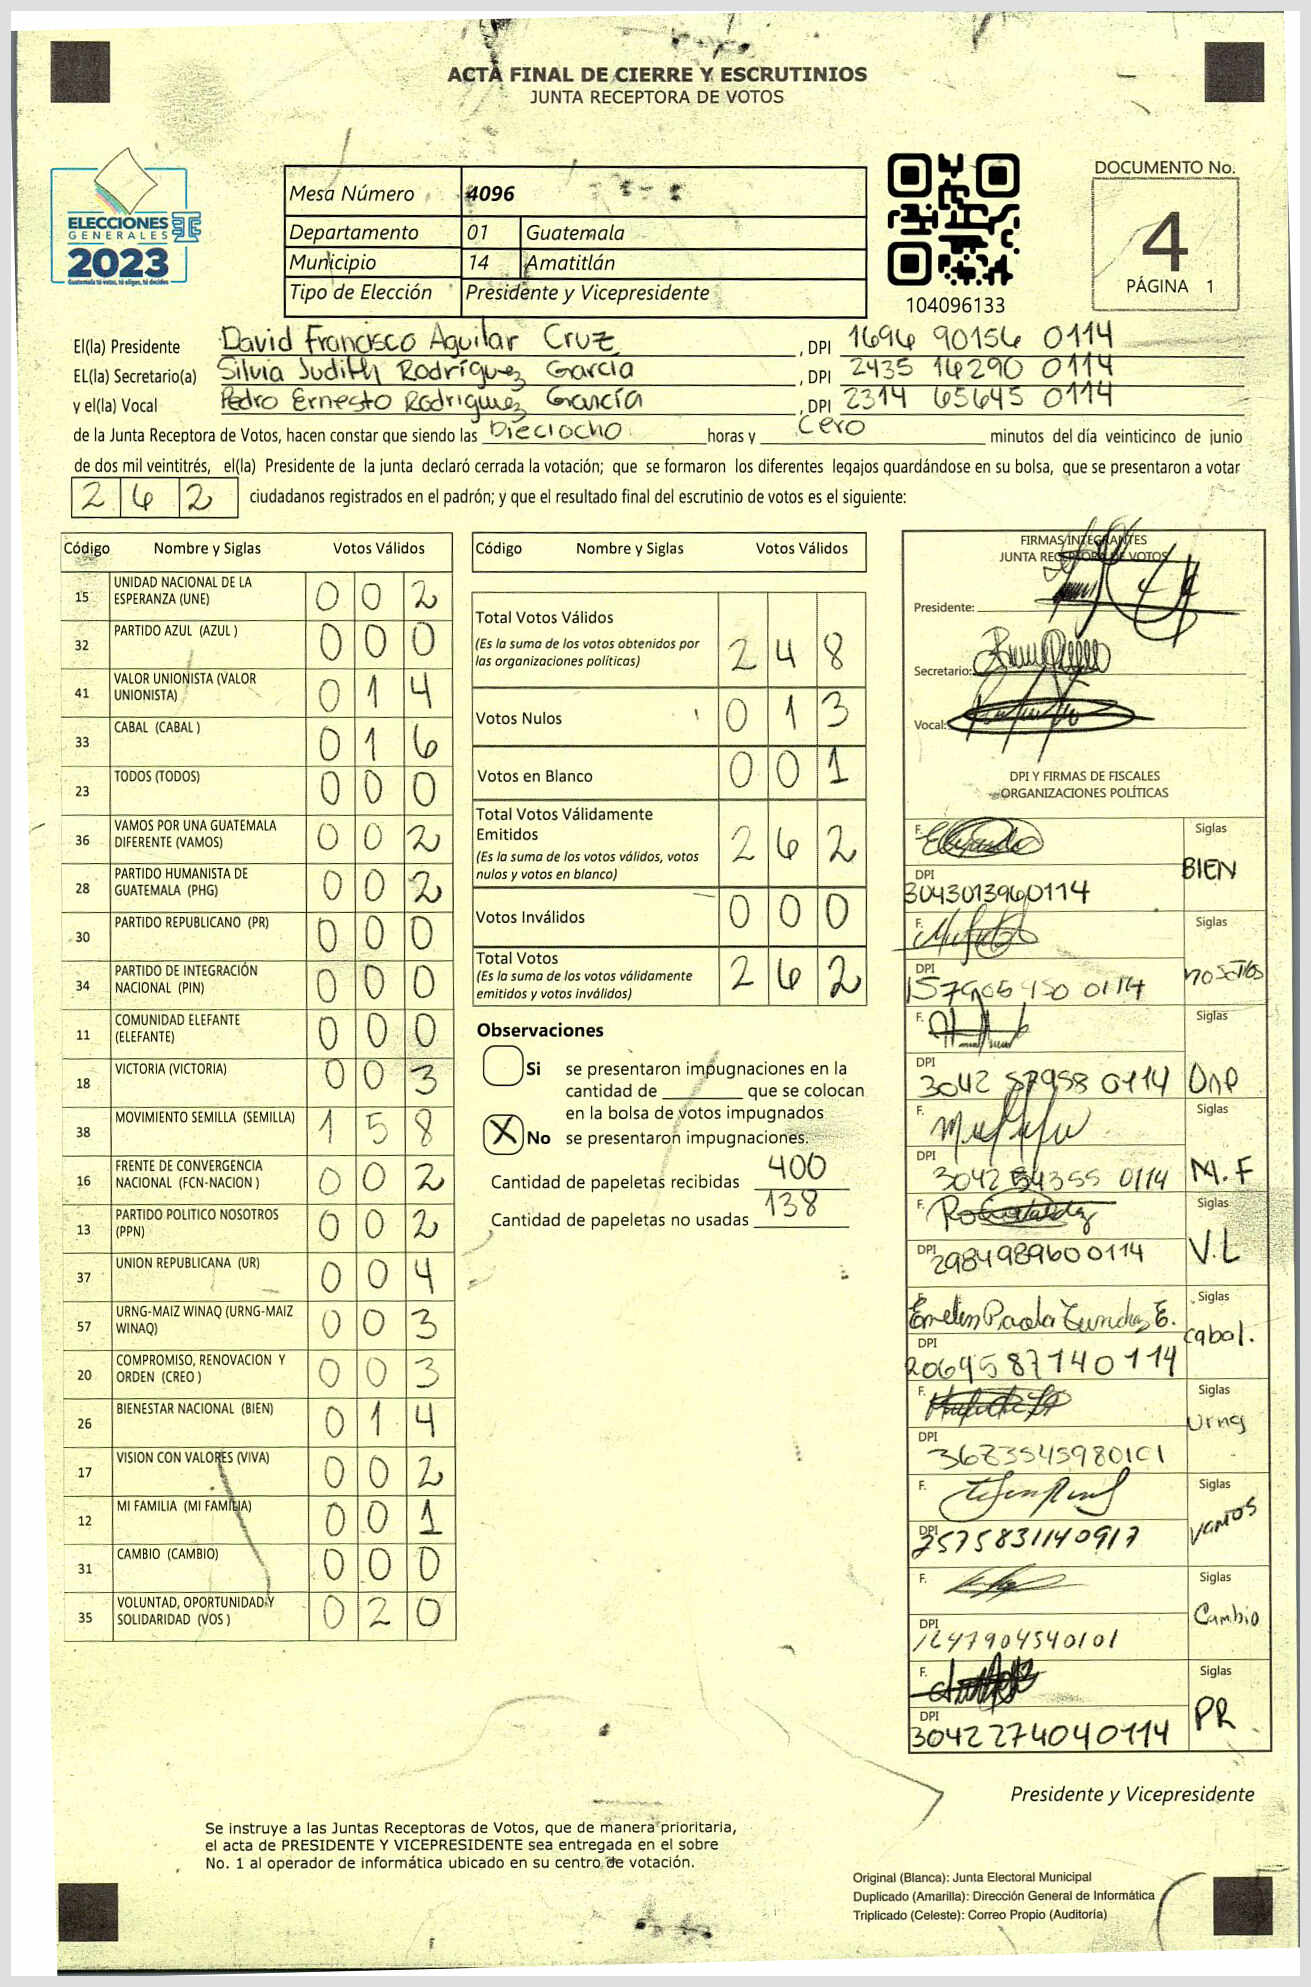 ACTA FINAL DE CIERRE Y ESCRUTINIOS
JUNTA RECEPTORA DE VOTOS
ELECCIONES
GENERALES
2023
Guatemala tú votas, tú eliges, tú decides
Mesa Número 4096
Departamento 01 Guatemala
Municipio 14 Amatitlán
Tipo de Elección Presidente y Vicepresidente
104096133
DOCUMENTO No.
4
PÁGINA 1
El(la) Presidente David Francisco Aguilar Cruz, DPI 1694 90156 0114
EL(la) Secretario(a) Silvia Judith Rodríguez García, DPI 2435 16290 0114
y el(la) Vocal Pedro Ernesto Rodriguez García, DPI 2314 65645 0114
de la Junta Receptora de Votos, hacen constar que siendo las Dieciocho horas y Cero minutos del día veinticinco de junio
de dos mil veintitrés, el(la) Presidente de la junta declaró cerrada la votación; que se formaron los diferentes legajos guardándose en su bolsa, que se presentaron a votar
262 ciudadanos registrados en el padrón; y que el resultado final del escrutinio de votos es el siguiente:
Código Nombre y Siglas Votos Válidos
15 UNIDAD NACIONAL DE LA ESPERANZA (UNE) 0 0 2
32 PARTIDO AZUL (AZUL ) 0 0 0
41 VALOR UNIONISTA (VALOR UNIONISTA) 0 1 4
33 CABAL (CABAL ) 0 1 6
23 TODOS (TODOS) 0 0 0
36 VAMOS POR UNA GUATEMALA DIFERENTE (VAMOS) 0 0 2
28 PARTIDO HUMANISTA DE GUATEMALA (PHG) 0 0 2
30 PARTIDO REPUBLICANO (PR) 0 0 0
34 PARTIDO DE INTEGRACIÓN NACIONAL (PIN) 0 0 0
11 COMUNIDAD ELEFANTE (ELEFANTE) 0 0 0
18 VICTORIA (VICTORIA) 0 0 3
38 MOVIMIENTO SEMILLA (SEMILLA) 1 5 8
16 FRENTE DE CONVERGENCIA NACIONAL (FCN-NACION ) 0 0 2
13 PARTIDO POLITICO NOSOTROS (PPN) 0 0 2
37 UNION REPUBLICANA (UR) 0 0 4
57 URNG-MAIZ WINAQ (URNG-MAIZ WINAQ) 0 0 3
20 COMPROMISO, RENOVACION Y ORDEN (CREO ) 0 0 3
26 BIENESTAR NACIONAL (BIEN) 0 1 4
17 VISION CON VALORES (VIVA) 0 0 2
12 MI FAMILIA (MI FAMILIA) 0 0 1
31 CAMBIO (CAMBIO) 0 0 0
35 VOLUNTAD, OPORTUNIDAD Y SOLIDARIDAD (VOS ) 0 2 0
Código Nombre y Siglas Votos Válidos
Total Votos Válidos 2 4 8
(Es la suma de los votos obtenidos por
las organizaciones políticas)
Votos Nulos 0 1 3
Votos en Blanco 0 0 1
Total Votos Válidamente
Emitidos 2 6 2
(Es la suma de los votos válidos, votos
nulos y votos en blanco)
Votos Inválidos 0 0 0
Total Votos 2 6 2
(Es la suma de los votos válidamente
emitidos y votos inválidos)
Observaciones
Si se presentaron impugnaciones en la
cantidad de ________ que se colocan
en la bolsa de votos impugnados
X No se presentaron impugnaciones.
Cantidad de papeletas recibidas 400
Cantidad de papeletas no usadas 138
FIRMAS INTEGRANTES
JUNTA RECEPTORA DE VOTOS
Presidente:
Secretario:
Vocal:
DPI Y FIRMAS DE FISCALES
ORGANIZACIONES POLÍTICAS
F. Siglas
BIEN
DPI
3043013960114
F. Siglas
nosotros
DPI
F. Siglas
DPI
3042 57958 0114
F. Siglas
M.F
DPI
3042 54355 0114
F. Siglas
V.L
DPI
2984989600114
Siglas
cabal.
DPI
2069587140114
F. Siglas
Urng
DPI
3683545980101
F. Siglas
VAMOS
DPI
2575831140917
F. Siglas
Cambio
DPI
1247904540101
F. Siglas
PR
DPI
3042274040114
Presidente y Vicepresidente
Se instruye a las Juntas Receptoras de Votos, que de manera prioritaria,
el acta de PRESIDENTE Y VICEPRESIDENTE sea entregada en el sobre
No. 1 al operador de informática ubicado en su centro de votación.
Original (Blanca): Junta Electoral Municipal
Duplicado (Amarilla): Dirección General de Informática
Triplicado (Celeste): Correo Propio (Auditoría)